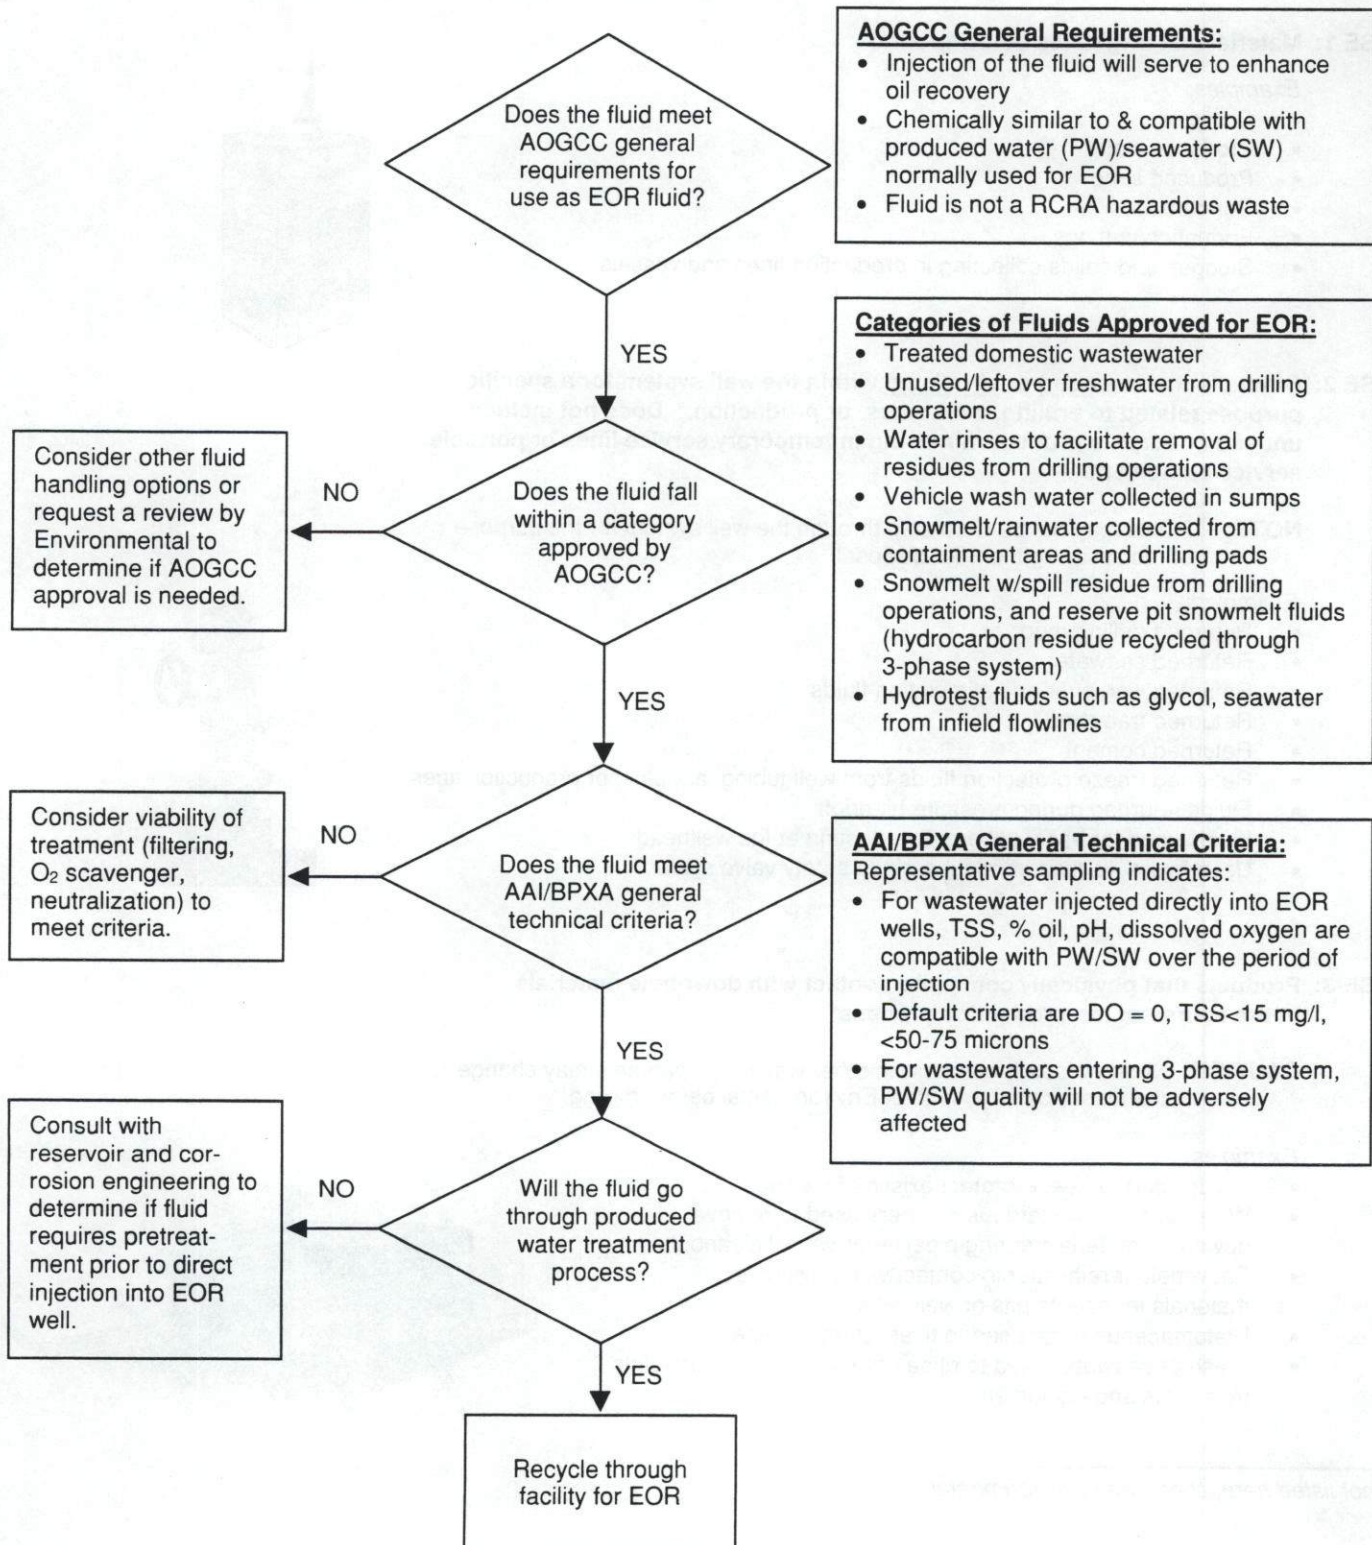 Does the fluid meet
AOGCC general
requirements for
use as EOR fluid?
AOGCC General Requirements:
• Injection of the fluid will serve to enhance
oil recovery
• Chemically similar to & compatible with
produced water (PW)/seawater (SW)
normally used for EOR
• Fluid is not a RCRA hazardous waste
YES
Does the fluid fall
within a category
approved by
AOGCC?
NO
Consider other fluid
handling options or
request a review by
Environmental to
determine if AOGCC
approval is needed.
Categories of Fluids Approved for EOR:
• Treated domestic wastewater
• Unused/leftover freshwater from drilling
operations
• Water rinses to facilitate removal of
residues from drilling operations
• Vehicle wash water collected in sumps
• Snowmelt/rainwater collected from
containment areas and drilling pads
• Snowmelt w/spill residue from drilling
operations, and reserve pit snowmelt fluids
(hydrocarbon residue recycled through
3-phase system)
• Hydrotest fluids such as glycol, seawater
from infield flowlines
YES
Does the fluid meet
AAI/BPXA general
technical criteria?
NO
Consider viability of
treatment (filtering,
O₂ scavenger,
neutralization) to
meet criteria.
AAI/BPXA General Technical Criteria:
Representative sampling indicates:
• For wastewater injected directly into EOR
wells, TSS, % oil, pH, dissolved oxygen are
compatible with PW/SW over the period of
injection
• Default criteria are DO = 0, TSS<15 mg/l,
<50-75 microns
• For wastewaters entering 3-phase system,
PW/SW quality will not be adversely
affected
YES
Will the fluid go
through produced
water treatment
process?
NO
Consult with
reservoir and cor-
rosion engineering to
determine if fluid
requires pretreat-
ment prior to direct
injection into EOR
well.
YES
Recycle through
facility for EOR